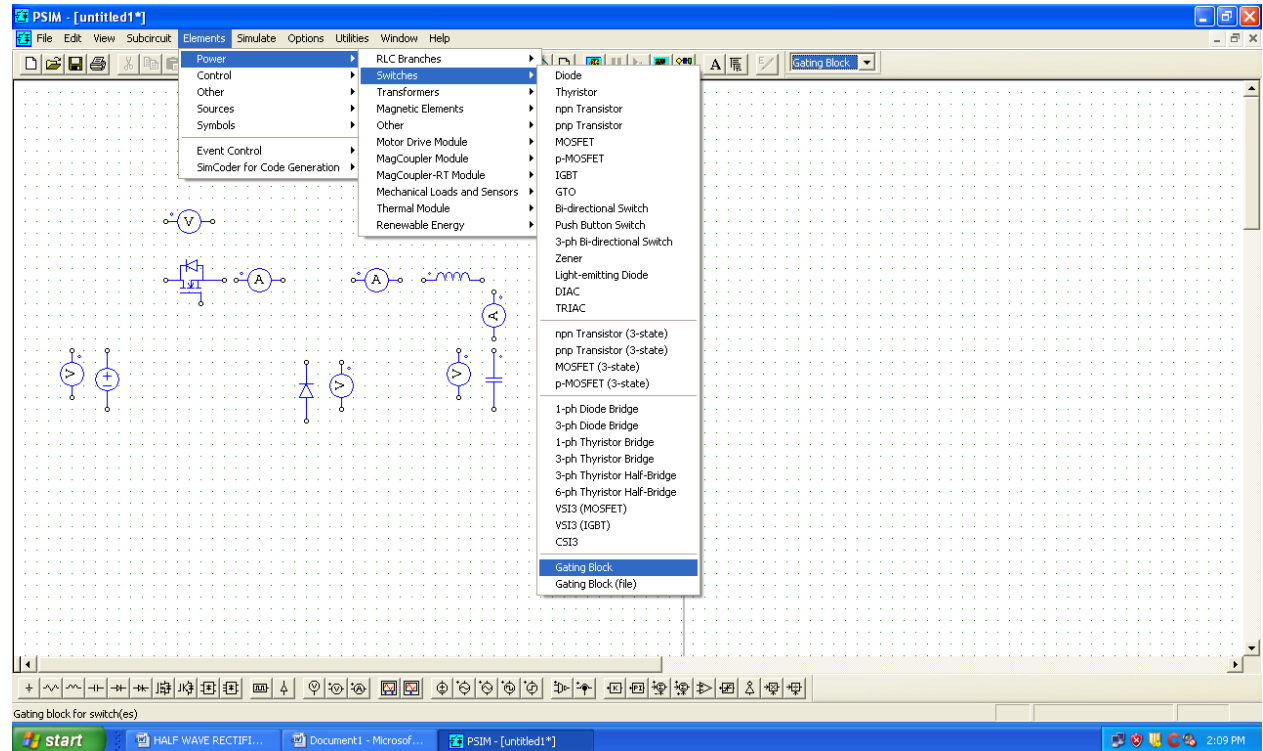 PSIM - [untitled1*]
File Edit View Subcircuit Elements Simulate Options Utilities Window Help
Gating Block
Power
Control
Other
Sources
Symbols
Event Control
SimCoder for Code Generation
RLC Branches
Switches
Transformers
Magnetic Elements
Other
Motor Drive Module
MagCoupler Module
MagCoupler-RT Module
Mechanical Loads and Sensors
Thermal Module
Renewable Energy
Diode
Thyristor
npn Transistor
pnp Transistor
MOSFET
p-MOSFET
IGBT
GTO
Bi-directional Switch
Push Button Switch
3-ph Bi-directional Switch
Zener
Light-emitting Diode
DIAC
TRIAC
npn Transistor (3-state)
pnp Transistor (3-state)
MOSFET (3-state)
p-MOSFET (3-state)
1-ph Diode Bridge
3-ph Diode Bridge
1-ph Thyristor Bridge
3-ph Thyristor Bridge
3-ph Thyristor Half-Bridge
6-ph Thyristor Half-Bridge
VSI3 (MOSFET)
VSI3 (IGBT)
CSI3
Gating Block
Gating Block (file)
V
A A
A
V V V
Gating block for switch(es)
start HALF WAVE RECTIFI... Document1 - Microsof... PSIM - [untitled1*] 2:09 PM